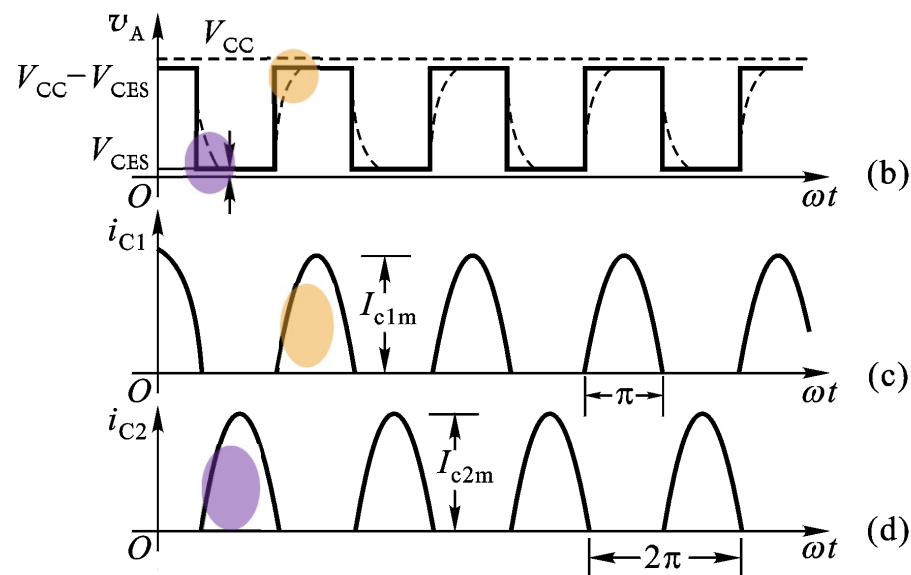 v_A
V_CC
V_CC−V_CES
V_CES
O
ωt
(b)
i_C1
I_c1m
O
π
ωt
(c)
i_C2
I_c2m
O
2π
ωt
(d)